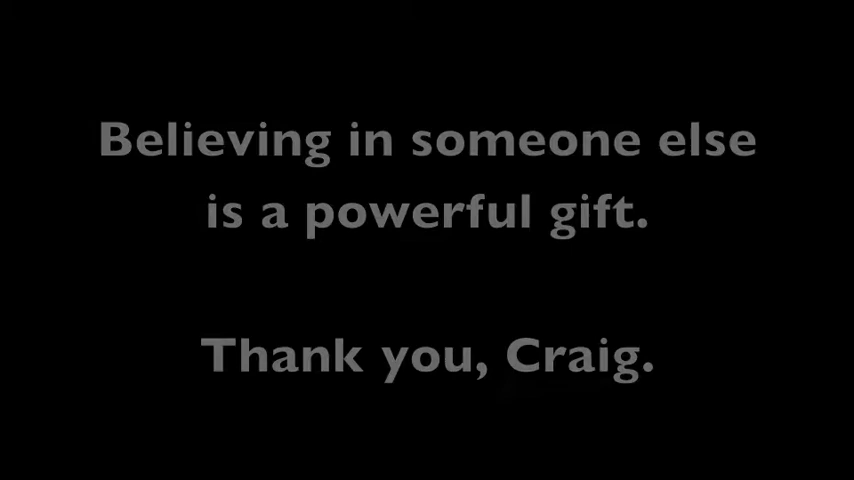 Believing in someone else
is a powerful gift.
Thank you, Craig.